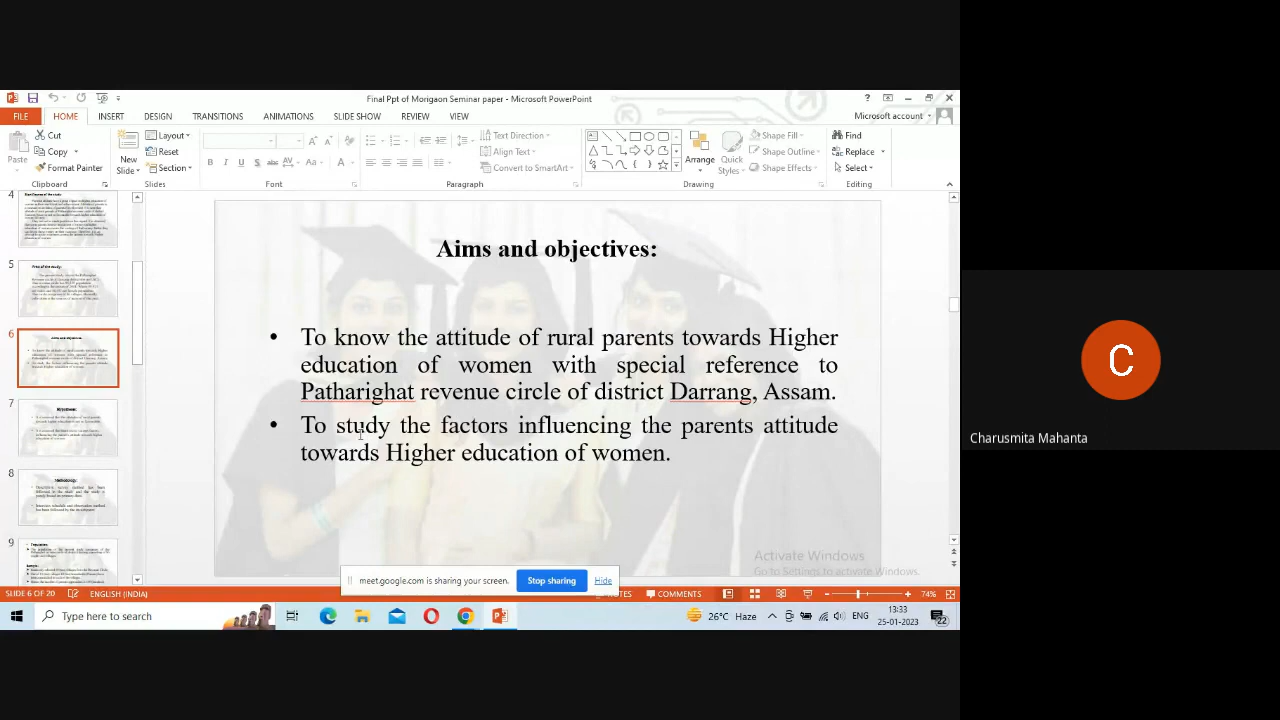 Final Ppt of Morigaon Seminar paper - Microsoft PowerPoint
FILE HOME INSERT DESIGN TRANSITIONS ANIMATIONS SLIDE SHOW REVIEW VIEW Microsoft account
Paste
Cut
Copy
Format Painter
Clipboard
New Slide
Layout
Reset
Section
Slides
Font
Text Direction
Align Text
Convert to SmartArt
Paragraph
Arrange
Quick Styles
Shape Fill
Shape Outline
Shape Effects
Drawing
Find
Replace
Select
Editing
4
5
6
7
8
9
Aims and objectives:
• To know the attitude of rural parents towards Higher
education of women with special reference to
Patharighat revenue circle of district Darrang, Assam.
• To study the factors influencing the parents attitude
towards Higher education of women.
Activate Windows
Go to Settings to activate Windows.
meet.google.com is sharing your screen. Stop sharing Hide
SLIDE 6 OF 20 ENGLISH (INDIA) COMMENTS 74%
Type here to search 26°C Haze ENG 13:33
25-01-2023 22
C
Charusmita Mahanta